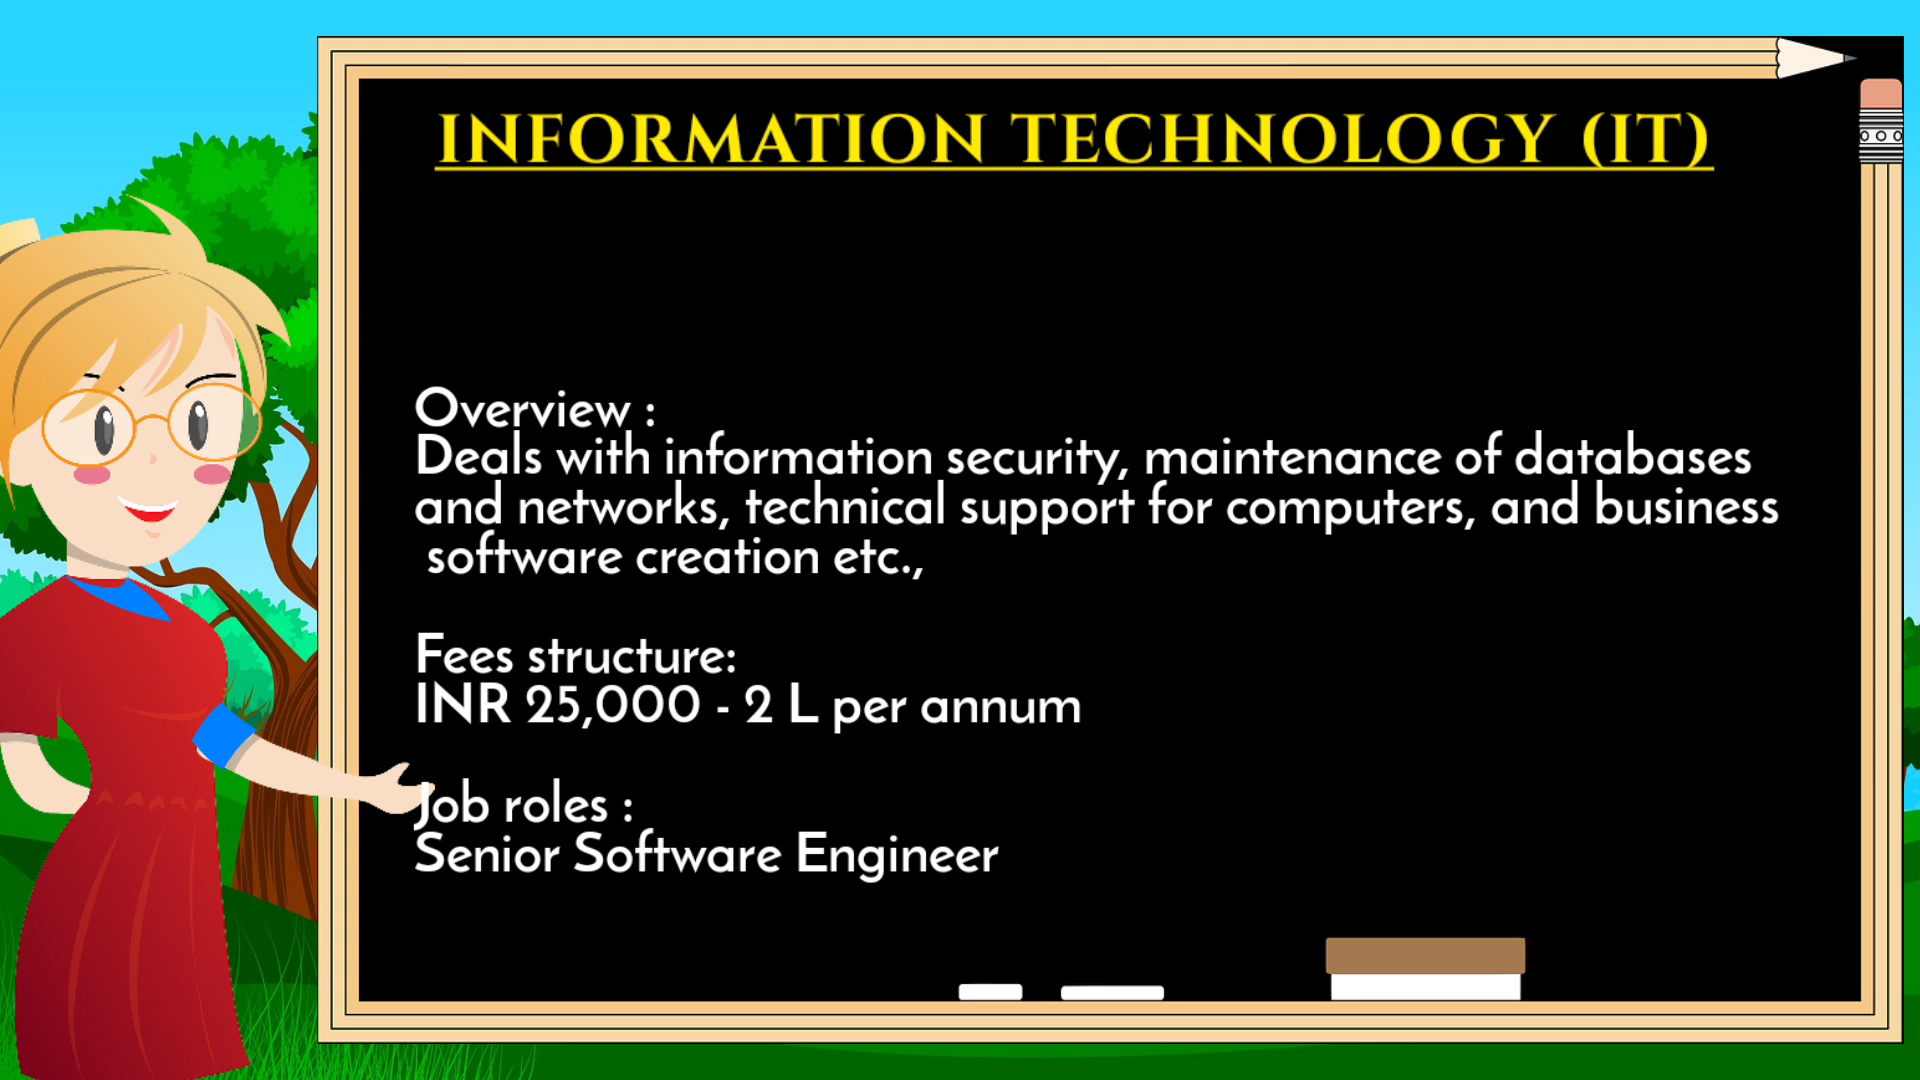 INFORMATION TECHNOLOGY (IT)
Overview :
Deals with information security, maintenance of databases
and networks, technical support for computers, and business
software creation etc.,
Fees structure:
INR 25,000 - 2 L per annum
Job roles :
Senior Software Engineer